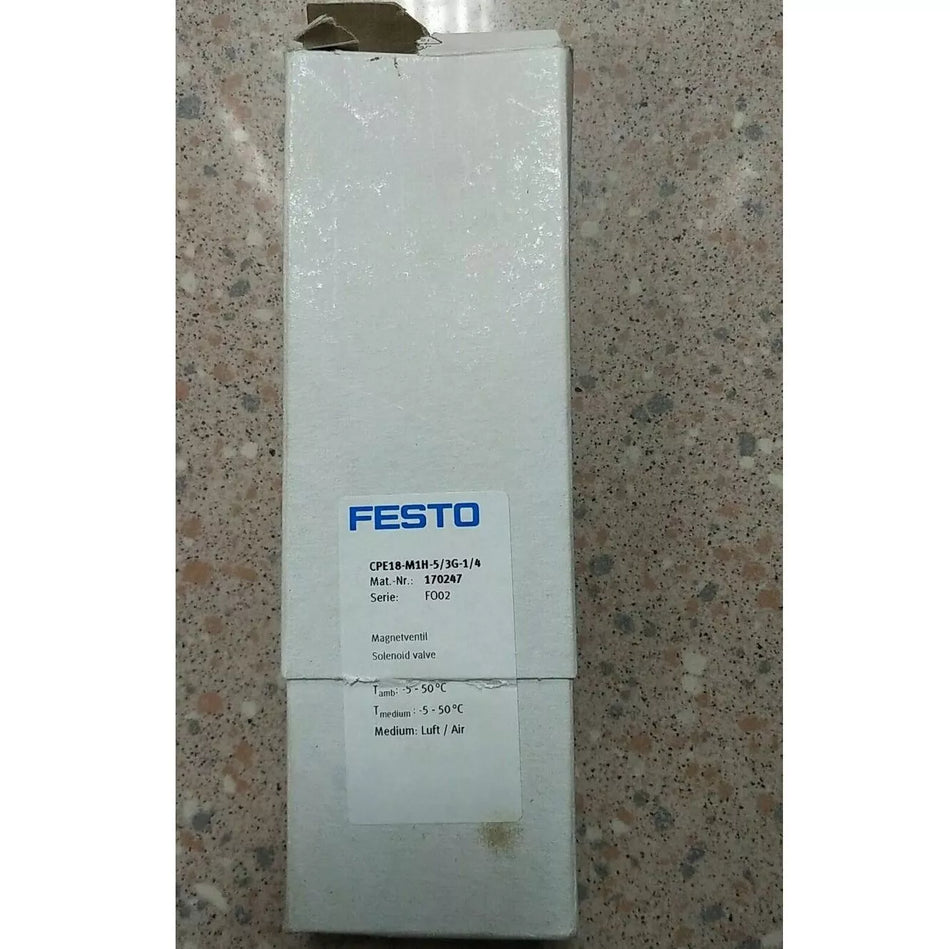 FESTO
CPE18-M1H-5/3G-1/4
Mat.-Nr.: 170247
Serie: FO02
Magnetventil
Solenoid valve
Tamb: -5 - 50°C
Tmedium : -5 - 50°C
Medium: Luft / Air